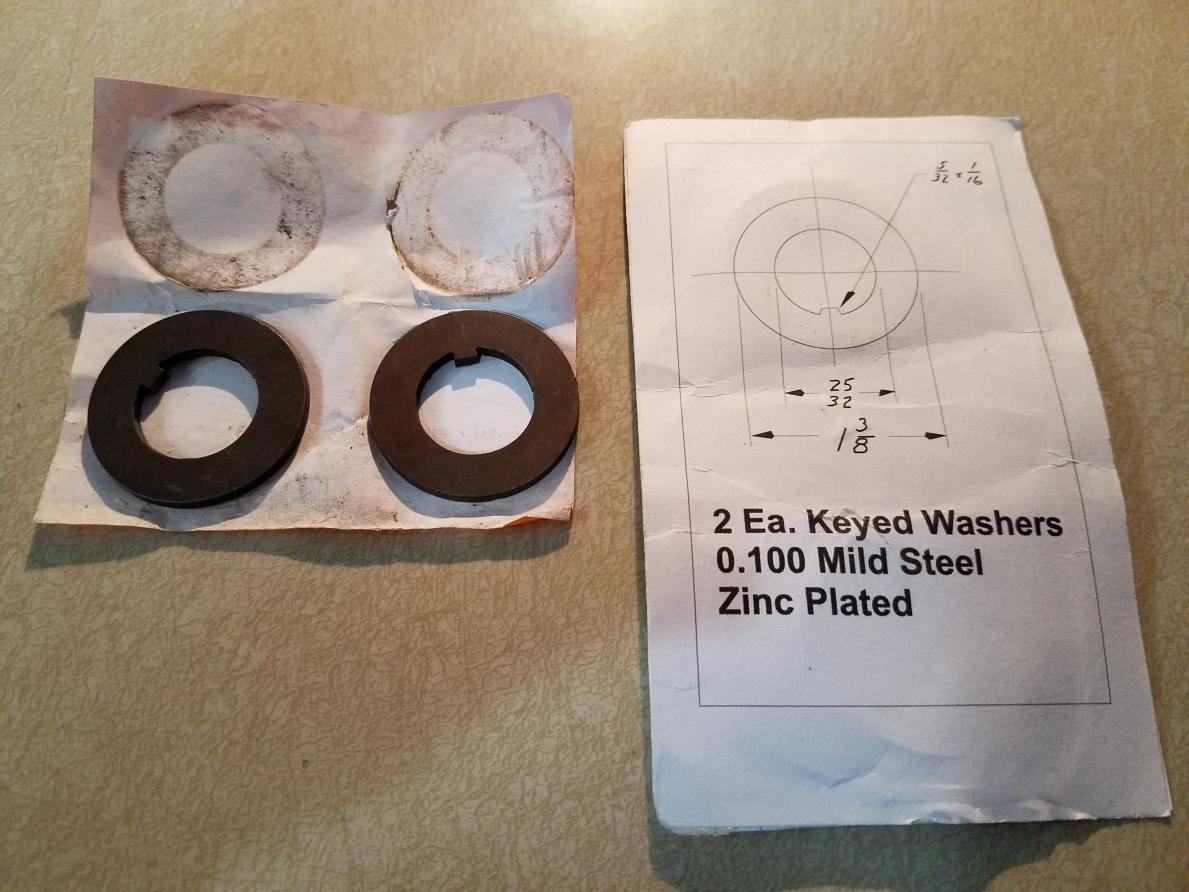 5/32 x 1/16
25/32
1 3/8
2 Ea. Keyed Washers
0.100 Mild Steel
Zinc Plated